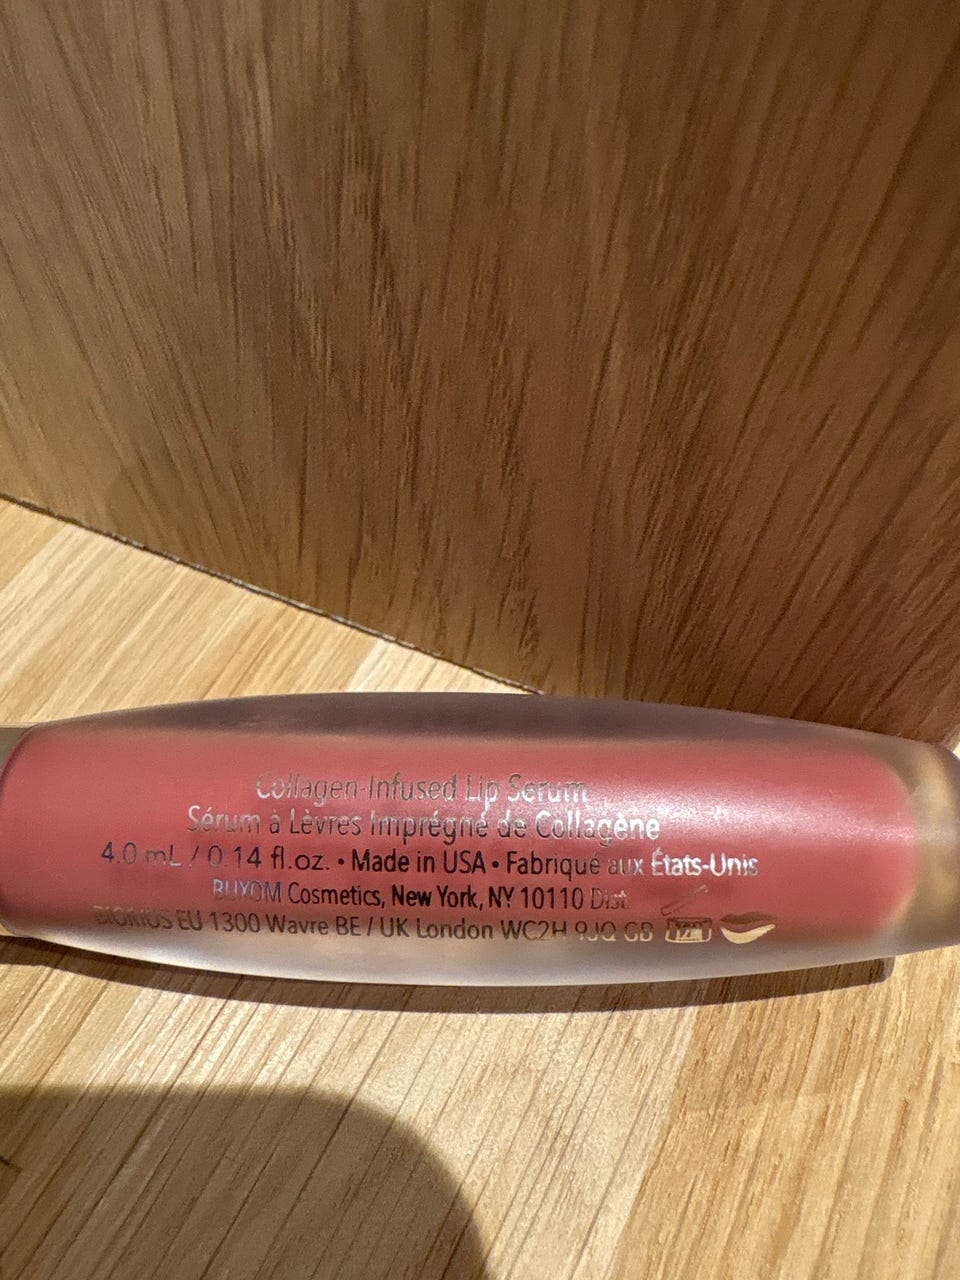 Collagen-Infused Lip Serum
Sérum à Lèvres Imprégné de Collagène
4.0 mL / 0.14 fl.oz. • Made in USA • Fabriqué aux États-Unis
BUXOM Cosmetics, New York, NY 10110 Dist.
BIORIUS EU 1300 Wavre BE / UK London WC2H 9JQ GB